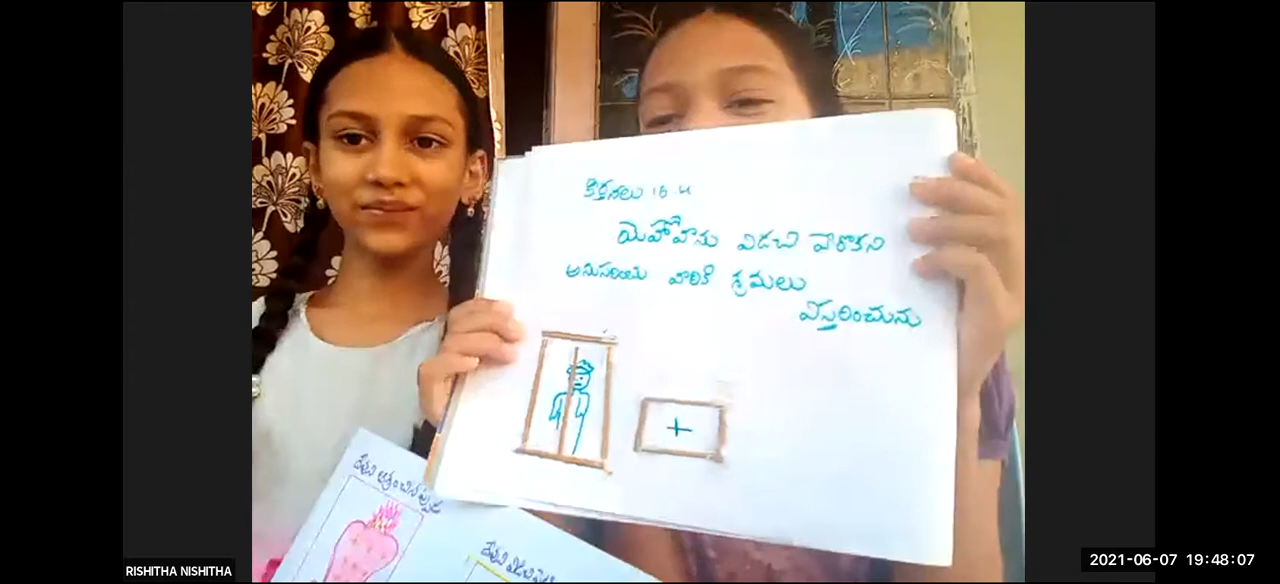 కీర్తనలు 16:4
యెహోవాను విడచి వేరొకని
అనుసరించు వారికి శ్రమలు
విస్తరించును
దేవుని
దేవుని
RISHITHA NISHITHA
2021-06-07 19:48:07